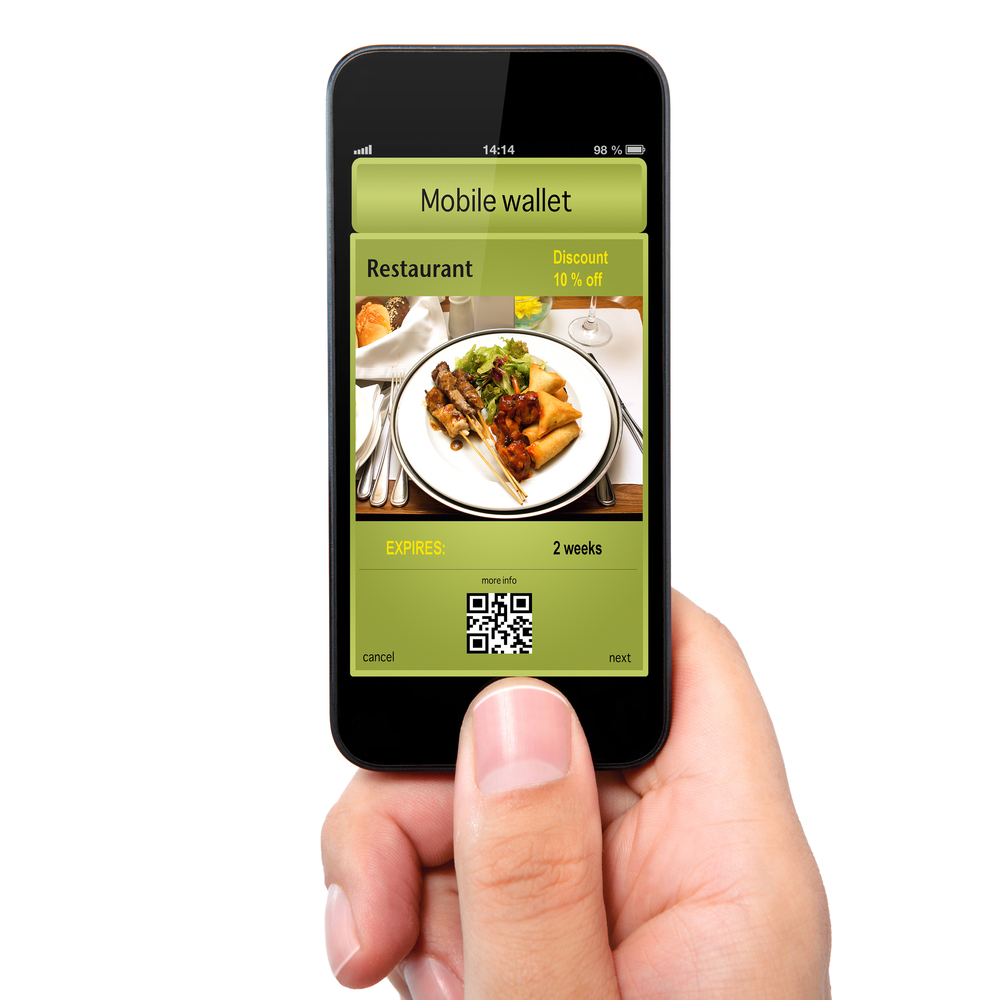 14:14
98 %
Mobile wallet
Restaurant
Discount
10 % off
EXPIRES:
2 weeks
more info
cancel
next